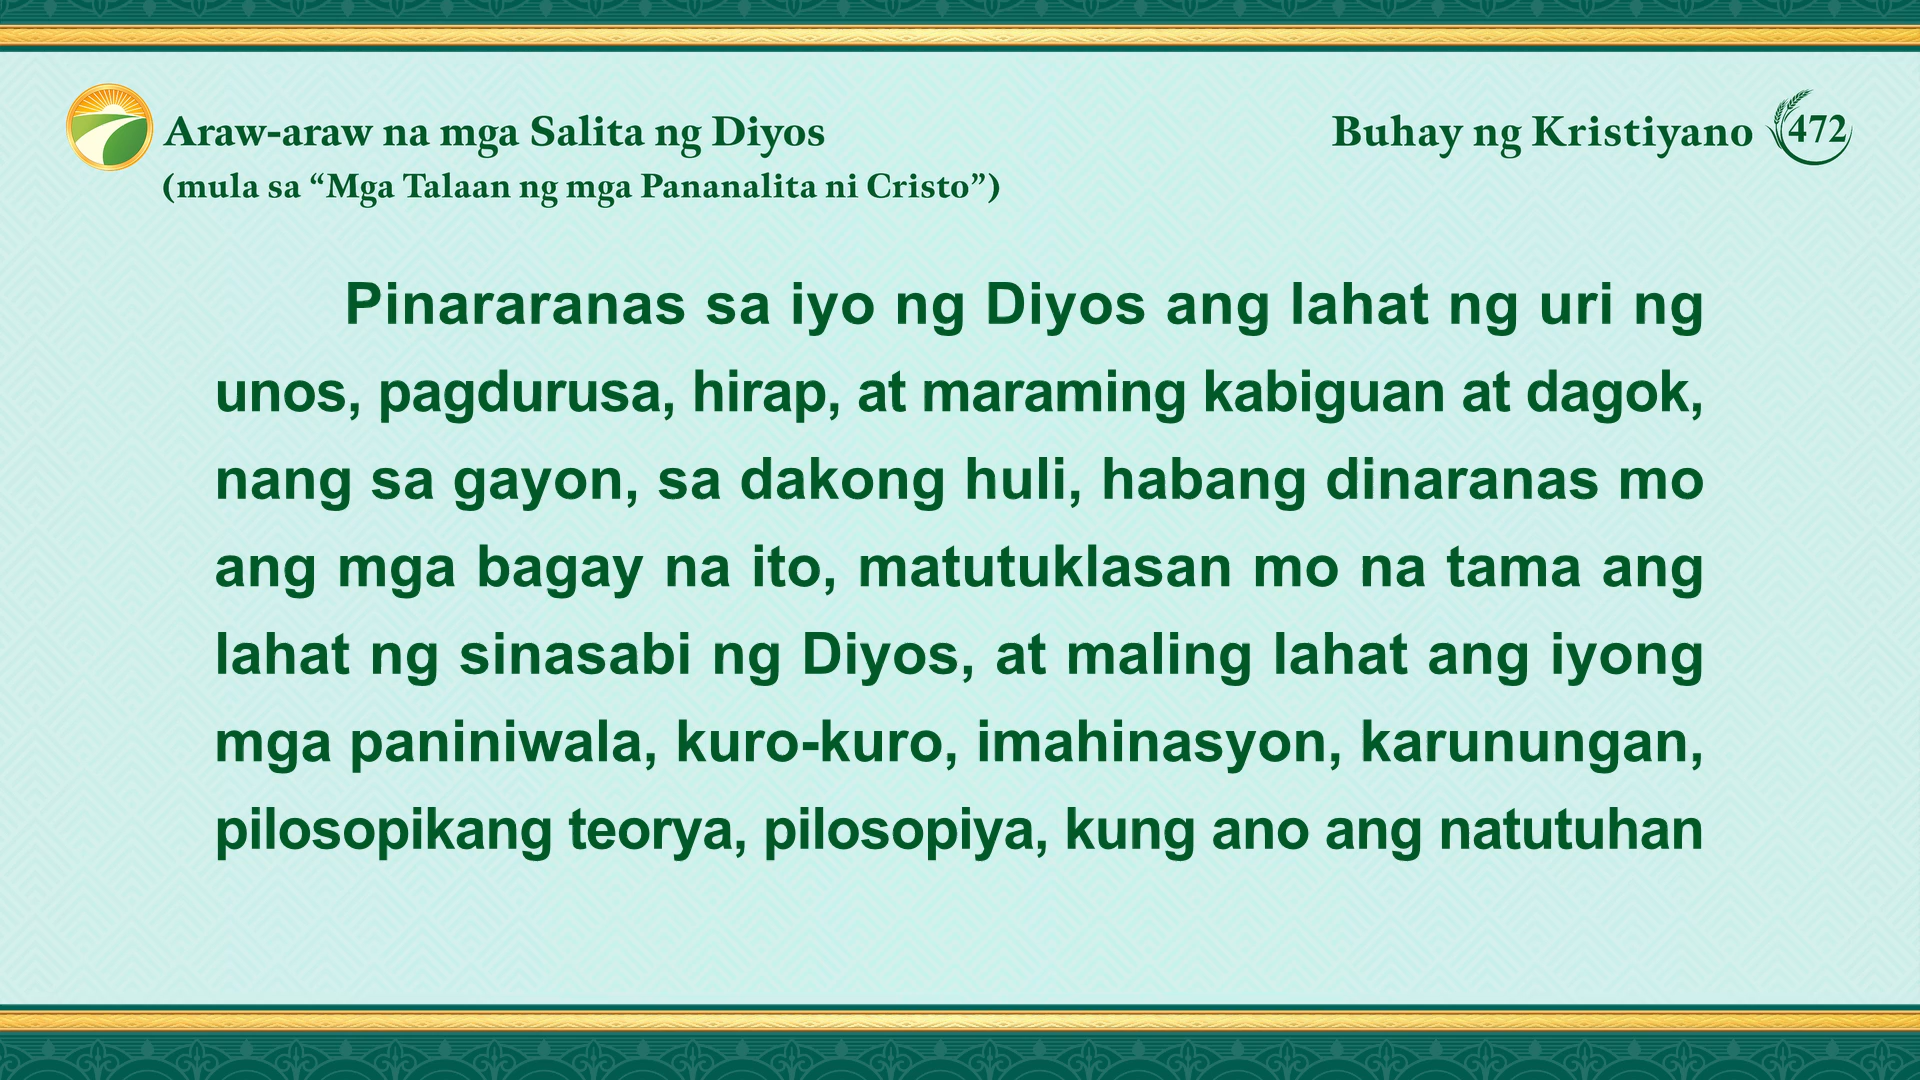 Araw-araw na mga Salita ng Diyos
(mula sa “Mga Talaan ng mga Pananalita ni Cristo”)
Buhay ng Kristiyano 472
Pinararanas sa iyo ng Diyos ang lahat ng uri ng
unos, pagdurusa, hirap, at maraming kabiguan at dagok,
nang sa gayon, sa dakong huli, habang dinaranas mo
ang mga bagay na ito, matutuklasan mo na tama ang
lahat ng sinasabi ng Diyos, at maling lahat ang iyong
mga paniniwala, kuro-kuro, imahinasyon, karunungan,
pilosopikang teorya, pilosopiya, kung ano ang natutuhan